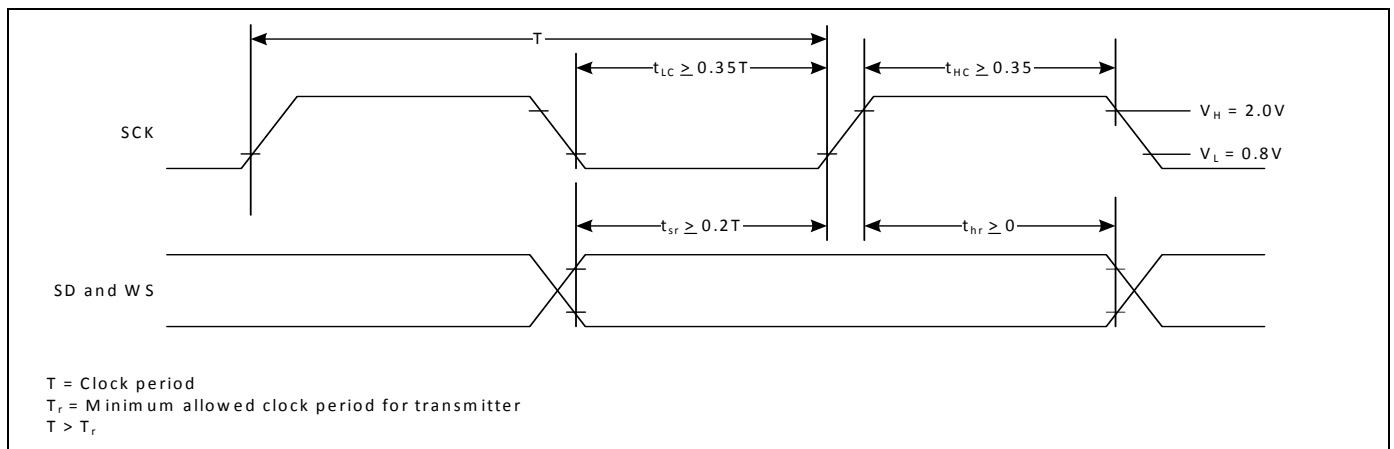 T
t_LC ≥ 0.35T
t_HC ≥ 0.35
SCK
V_H = 2.0V
V_L = 0.8V
t_sr ≥ 0.2T
t_hr ≥ 0
SD and WS
T = Clock period
T_r = Minimum allowed clock period for transmitter
T > T_r